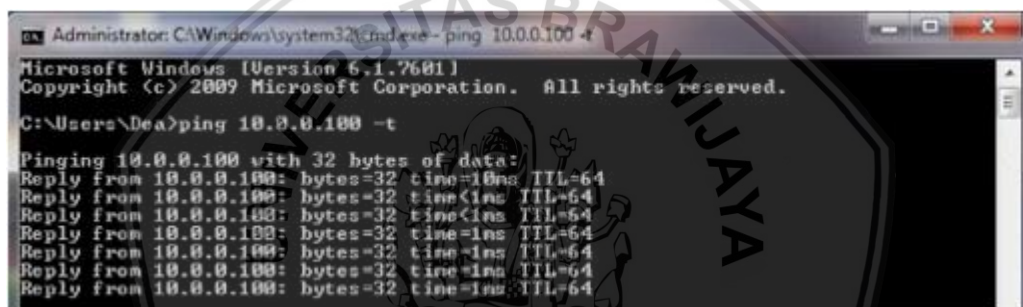 Administrator: C:\Windows\system32\cmd.exe - ping 10.0.0.100 -t
Microsoft Windows [Version 6.1.7601]
Copyright (c) 2009 Microsoft Corporation. All rights reserved.
C:\Users\Dea>ping 10.0.0.100 -t
Pinging 10.0.0.100 with 32 bytes of data:
Reply from 10.0.0.100: bytes=32 time=10ms TTL=64
Reply from 10.0.0.100: bytes=32 time<1ms TTL=64
Reply from 10.0.0.100: bytes=32 time<1ms TTL=64
Reply from 10.0.0.100: bytes=32 time=1ms TTL=64
Reply from 10.0.0.100: bytes=32 time=1ms TTL=64
Reply from 10.0.0.100: bytes=32 time=1ms TTL=64
Reply from 10.0.0.100: bytes=32 time=1ms TTL=64
UNIVERSITAS BRAWIJAYA